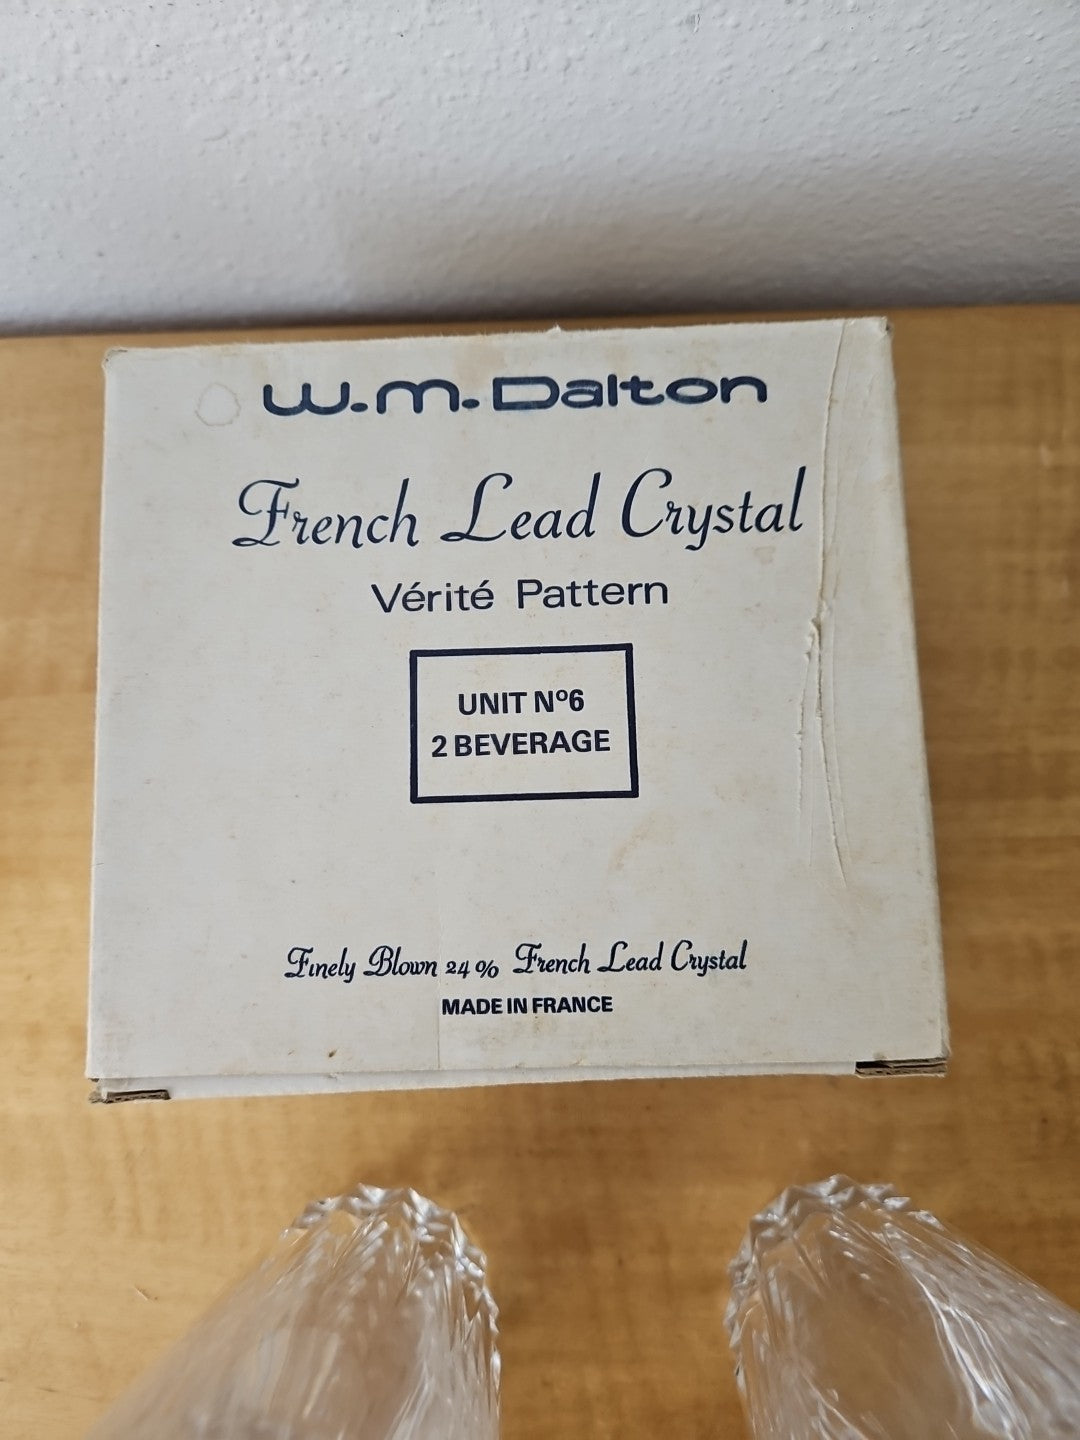 W.M. Dalton
French Lead Crystal
Vérité Pattern
UNIT Nº6
2 BEVERAGE
Finely Blown 24% French Lead Crystal
MADE IN FRANCE